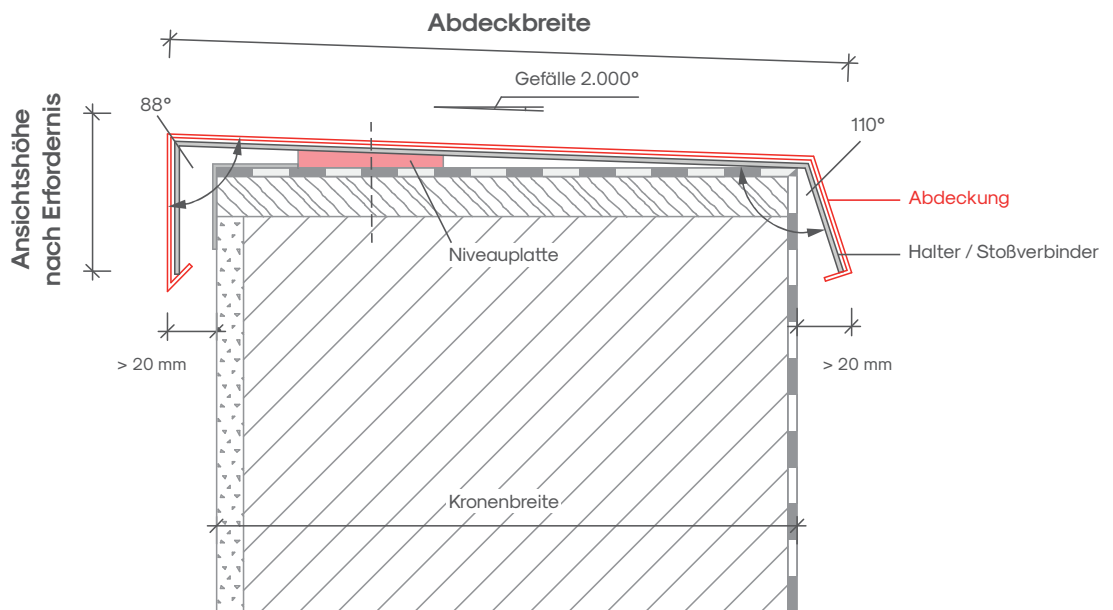 Abdeckbreite
Gefälle 2.000°
Ansichtshöhe
nach Erfordernis
88°
110°
Abdeckung
Niveauplatte
Halter / Stoßverbinder
> 20 mm
> 20 mm
Kronenbreite